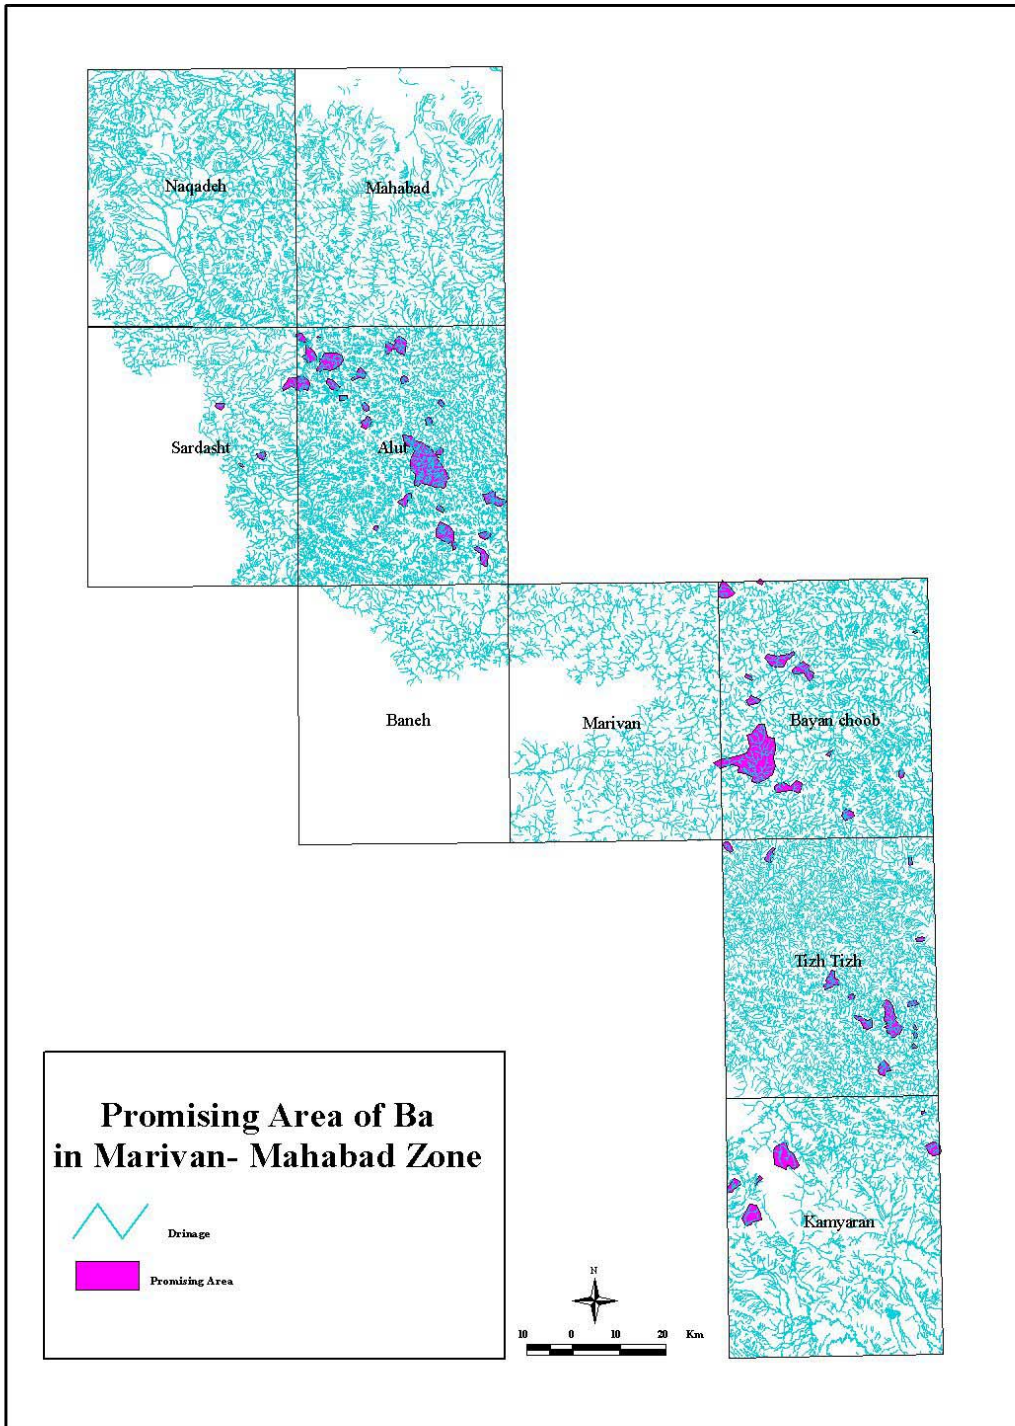 Naqadeh
Mahabad
Sardasht
Alut
Baneh
Marivan
Bayan choob
Tizh Tizh
Kamyaran
Promising Area of Ba
in Marivan- Mahabad Zone
Drinage
Promising Area
N
10 0 10 20 Km